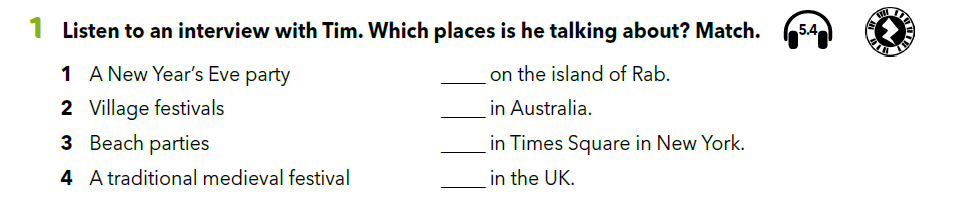 1 Listen to an interview with Tim. Which places is he talking about? Match. 5.4
1 A New Year's Eve party _____ on the island of Rab.
2 Village festivals _____ in Australia.
3 Beach parties _____ in Times Square in New York.
4 A traditional medieval festival _____ in the UK.